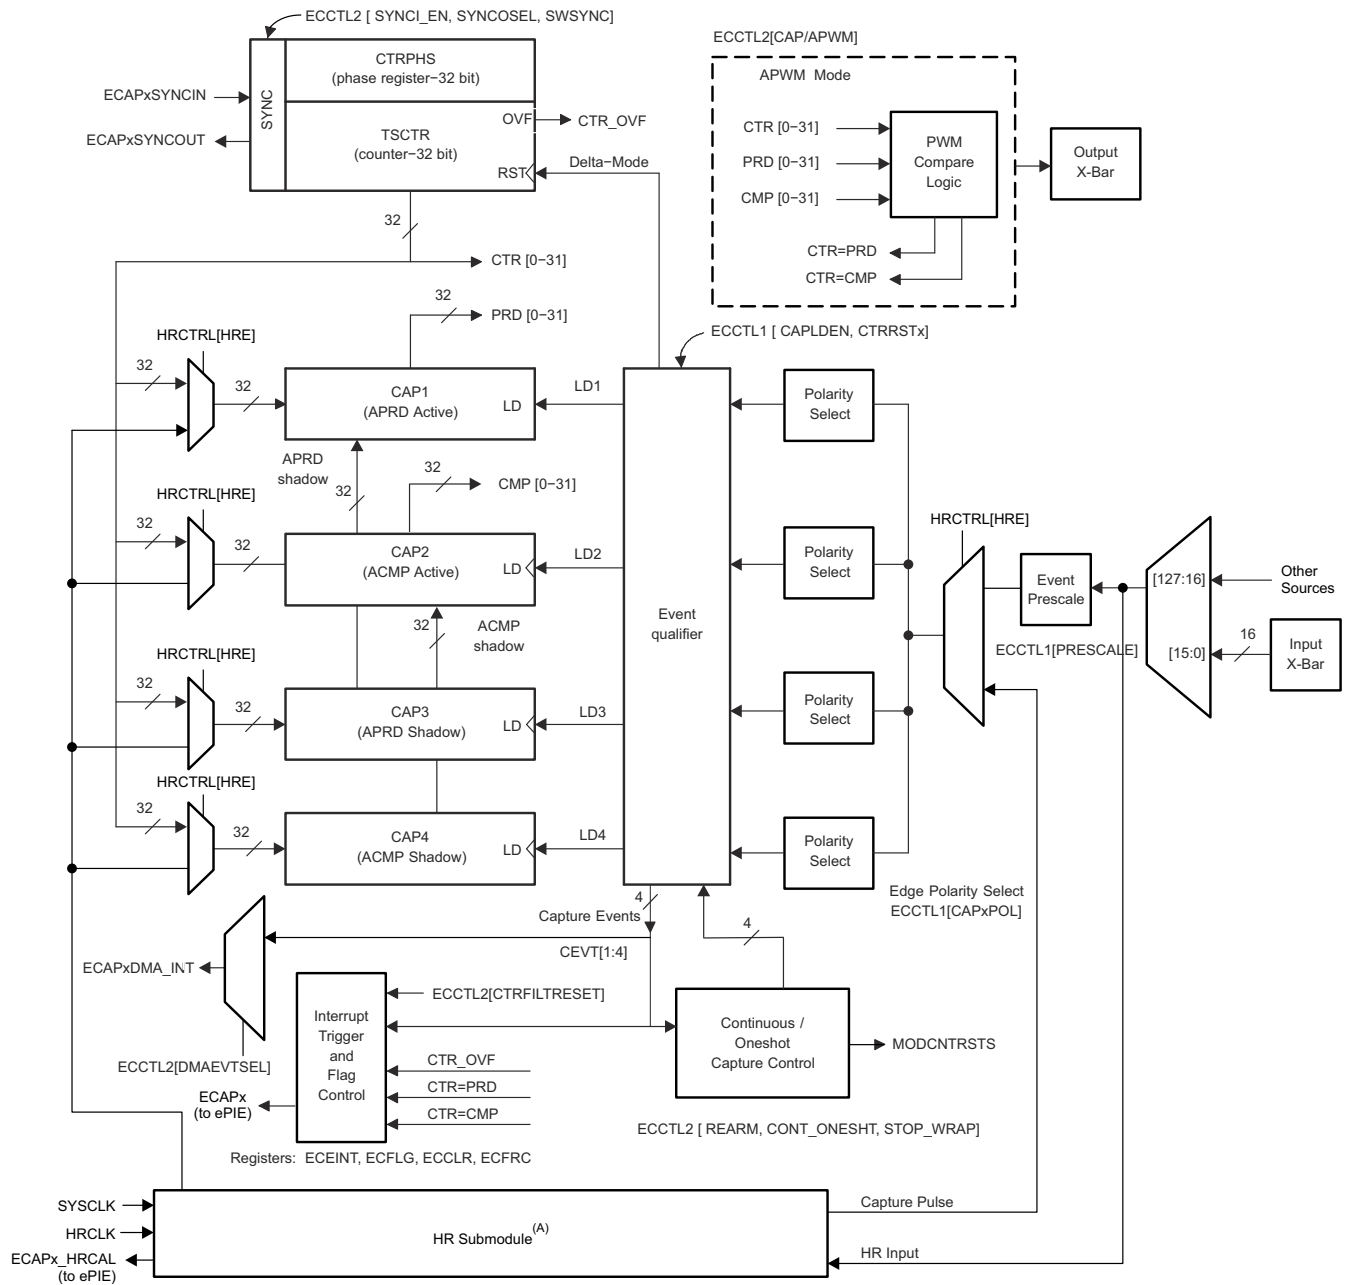 ECCTL2 [ SYNCI_EN, SYNCOSEL, SWSYNC]
CTRPHS
(phase register−32 bit)
SYNC
ECAPxSYNCIN
ECAPxSYNCOUT
TSCTR
(counter−32 bit)
OVF
CTR_OVF
RST
Delta−Mode
ECCTL2[CAP/APWM]
APWM Mode
CTR [0−31]
PRD [0−31]
CMP [0−31]
PWM
Compare
Logic
Output
X-Bar
CTR=PRD
CTR=CMP
32
CTR [0−31]
32
PRD [0−31]
ECCTL1 [ CAPLDEN, CTRRSTx]
HRCTRL[HRE]
32
32
CAP1
(APRD Active)
LD
LD1
Polarity
Select
APRD
shadow
32
32
CMP [0−31]
HRCTRL[HRE]
32
32
CAP2
(ACMP Active)
LD
LD2
Polarity
Select
HRCTRL[HRE]
Event
Prescale
ECCTL1[PRESCALE]
[127:16]
Other
Sources
[15:0]
16
Input
X-Bar
Event
qualifier
32
ACMP
shadow
HRCTRL[HRE]
32
32
CAP3
(APRD Shadow)
LD
LD3
Polarity
Select
HRCTRL[HRE]
32
32
CAP4
(ACMP Shadow)
LD
LD4
Polarity
Select
Edge Polarity Select
ECCTL1[CAPxPOL]
4
Capture Events
CEVT[1:4]
4
ECAPxDMA_INT
ECCTL2[DMAEVTSEL]
ECCTL2[CTRFILTRESET]
Interrupt
Trigger
and
Flag
Control
CTR_OVF
CTR=PRD
CTR=CMP
ECAPx
(to ePIE)
Continuous /
Oneshot
Capture Control
MODCNTRSTS
ECCTL2 [ REARM, CONT_ONESHT, STOP_WRAP]
Registers: ECEINT, ECFLG, ECCLR, ECFRC
SYSCLK
HRCLK
ECAPx_HRCAL
(to ePIE)
HR Submodule(A)
Capture Pulse
HR Input